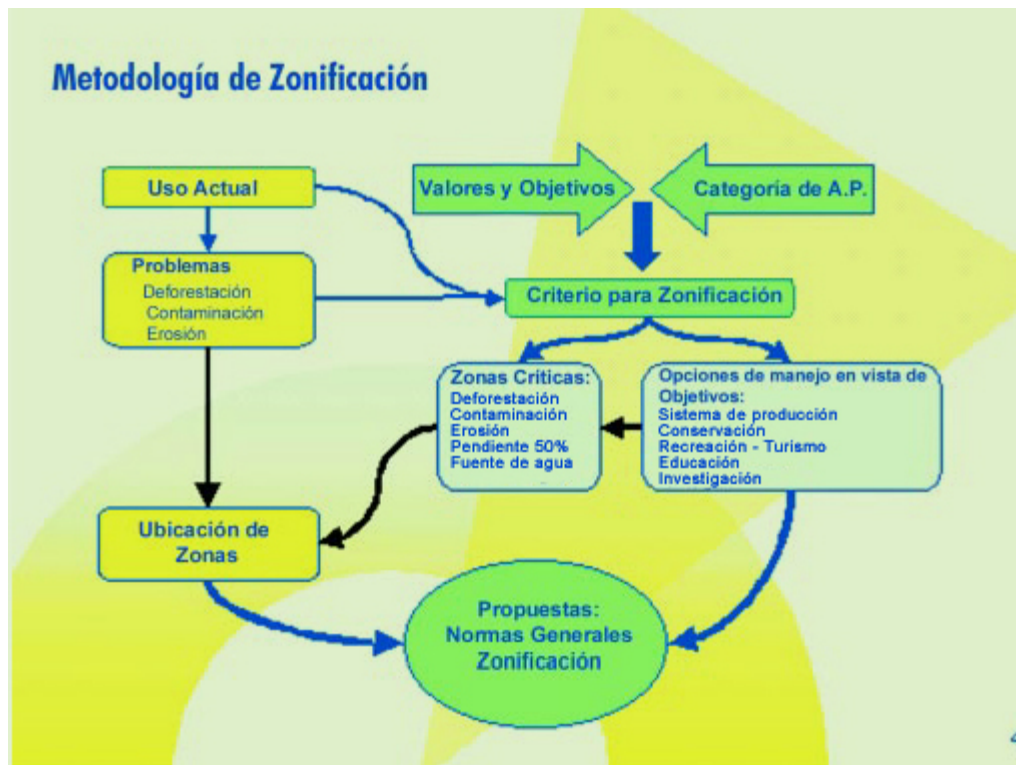 Metodología de Zonificación
Uso Actual
Valores y Objetivos
Categoría de A.P.
Problemas
Deforestación
Contaminación
Erosión
Criterio para Zonificación
Zonas Críticas:
Deforestación
Contaminación
Erosión
Pendiente 50%
Fuente de agua
Opciones de manejo en vista de
Objetivos:
Sistema de producción
Conservación
Recreación - Turismo
Educación
Investigación
Ubicación de
Zonas
Propuestas:
Normas Generales
Zonificación